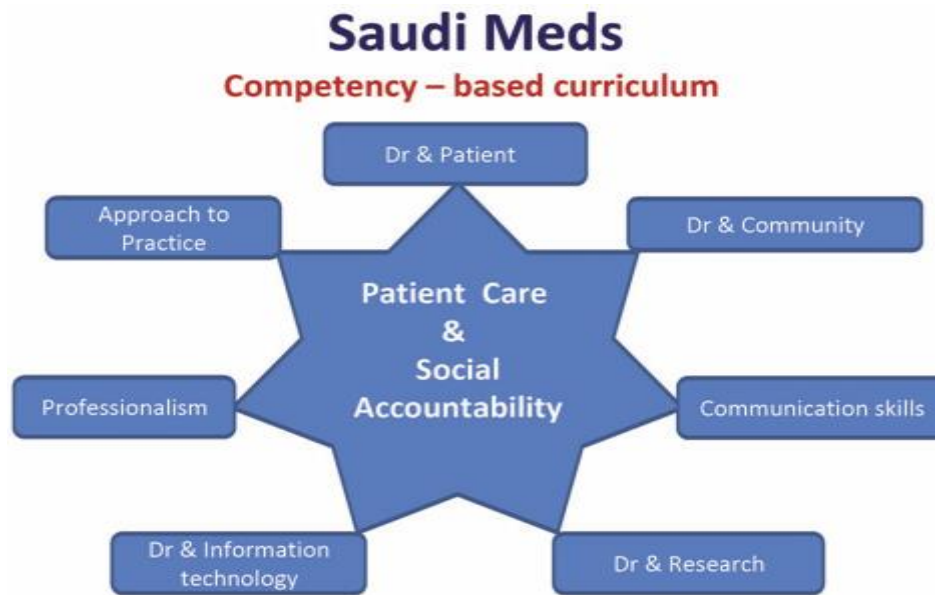 Saudi Meds
Competency – based curriculum
Dr & Patient
Approach to
Practice
Dr & Community
Patient Care
&
Social
Accountability
Professionalism
Communication skills
Dr & Information
technology
Dr & Research